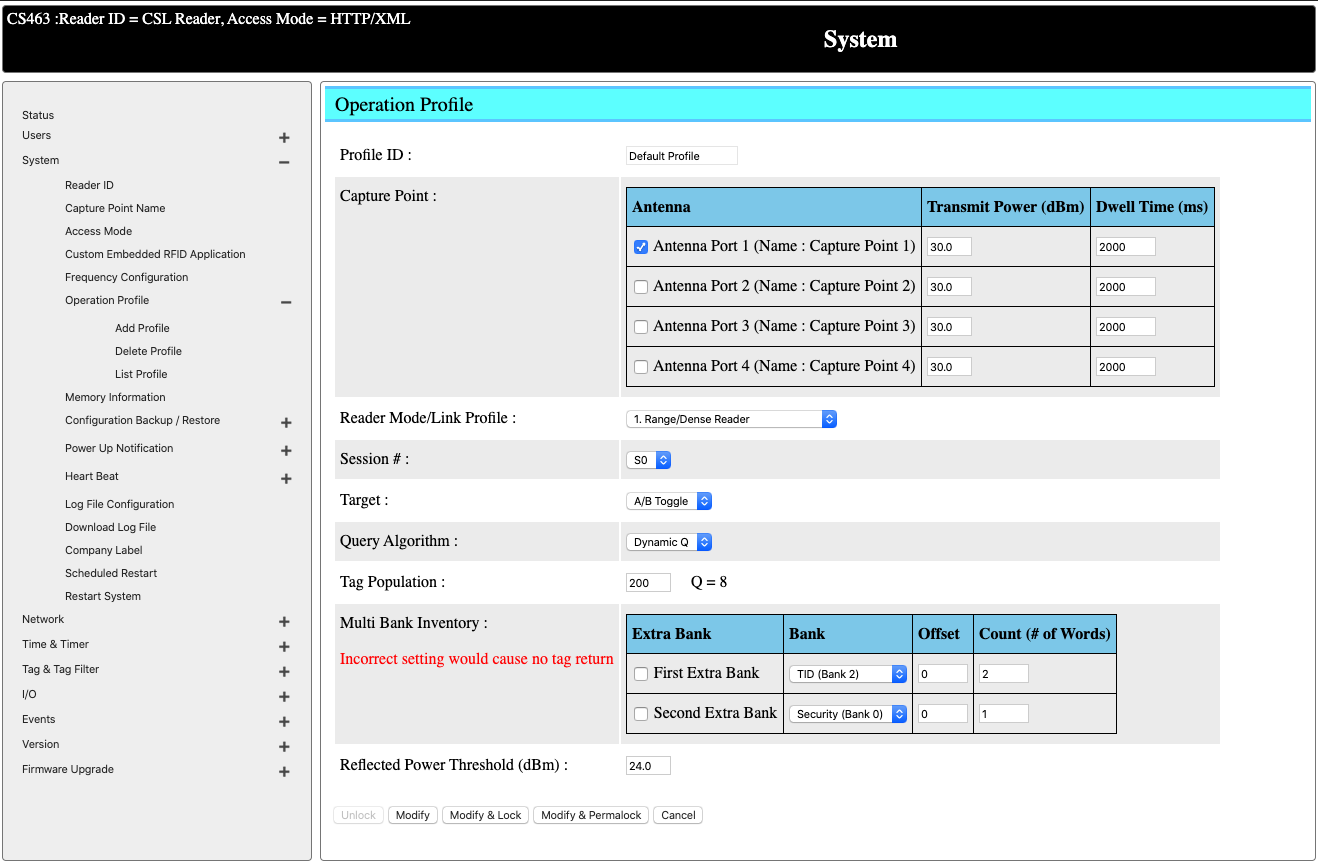 CS463 :Reader ID = CSL Reader, Access Mode = HTTP/XML
System
Status
Users
System
Reader ID
Capture Point Name
Access Mode
Custom Embedded RFID Application
Frequency Configuration
Operation Profile
Add Profile
Delete Profile
List Profile
Memory Information
Configuration Backup / Restore
Power Up Notification
Heart Beat
Log File Configuration
Download Log File
Company Label
Scheduled Restart
Restart System
Network
Time & Timer
Tag & Tag Filter
I/O
Events
Version
Firmware Upgrade
Operation Profile
Profile ID : Default Profile
Capture Point :
Antenna Transmit Power (dBm) Dwell Time (ms)
Antenna Port 1 (Name : Capture Point 1) 30.0 2000
Antenna Port 2 (Name : Capture Point 2) 30.0 2000
Antenna Port 3 (Name : Capture Point 3) 30.0 2000
Antenna Port 4 (Name : Capture Point 4) 30.0 2000
Reader Mode/Link Profile : 1. Range/Dense Reader
Session # : S0
Target : A/B Toggle
Query Algorithm : Dynamic Q
Tag Population : 200 Q = 8
Multi Bank Inventory :
Incorrect setting would cause no tag return
Extra Bank Bank Offset Count (# of Words)
First Extra Bank TID (Bank 2) 0 2
Second Extra Bank Security (Bank 0) 0 1
Reflected Power Threshold (dBm) : 24.0
Unlock Modify Modify & Lock Modify & Permalock Cancel